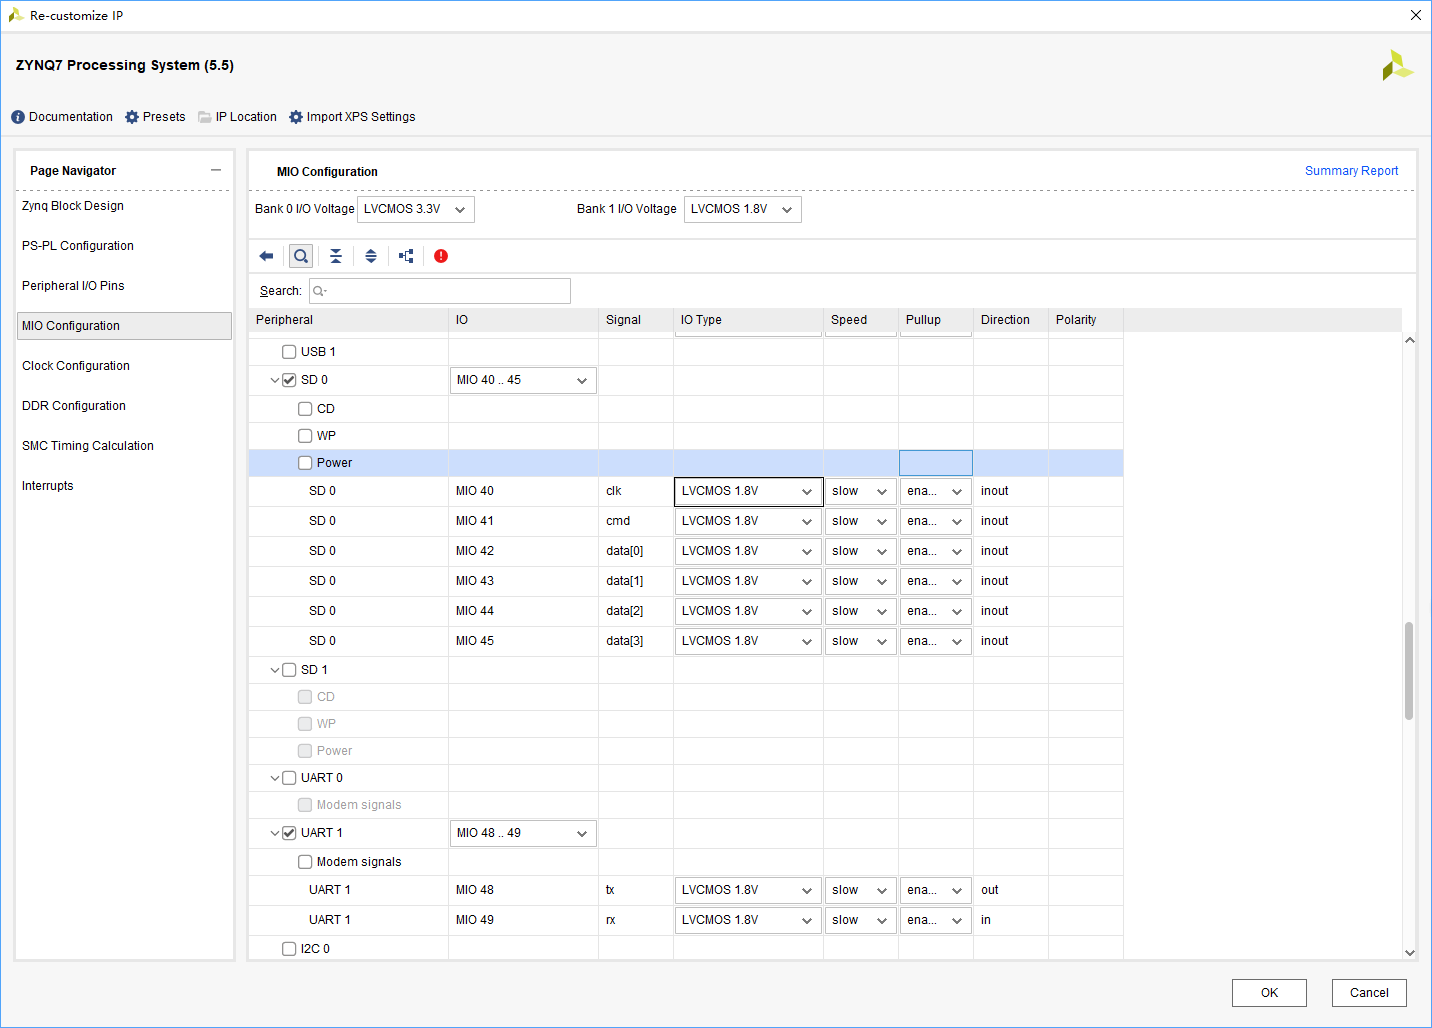 Re-customize IP
ZYNQ7 Processing System (5.5)
Documentation Presets IP Location Import XPS Settings
Page Navigator
Zynq Block Design
PS-PL Configuration
Peripheral I/O Pins
MIO Configuration
Clock Configuration
DDR Configuration
SMC Timing Calculation
Interrupts
MIO Configuration Summary Report
Bank 0 I/O Voltage LVCMOS 3.3V Bank 1 I/O Voltage LVCMOS 1.8V
Search:
Peripheral IO Signal IO Type Speed Pullup Direction Polarity
USB 1
SD 0 MIO 40 .. 45
CD
WP
Power
SD 0 MIO 40 clk LVCMOS 1.8V slow ena... inout
SD 0 MIO 41 cmd LVCMOS 1.8V slow ena... inout
SD 0 MIO 42 data[0] LVCMOS 1.8V slow ena... inout
SD 0 MIO 43 data[1] LVCMOS 1.8V slow ena... inout
SD 0 MIO 44 data[2] LVCMOS 1.8V slow ena... inout
SD 0 MIO 45 data[3] LVCMOS 1.8V slow ena... inout
SD 1
CD
WP
Power
UART 0
Modem signals
UART 1 MIO 48 .. 49
Modem signals
UART 1 MIO 48 tx LVCMOS 1.8V slow ena... out
UART 1 MIO 49 rx LVCMOS 1.8V slow ena... in
I2C 0
OK Cancel